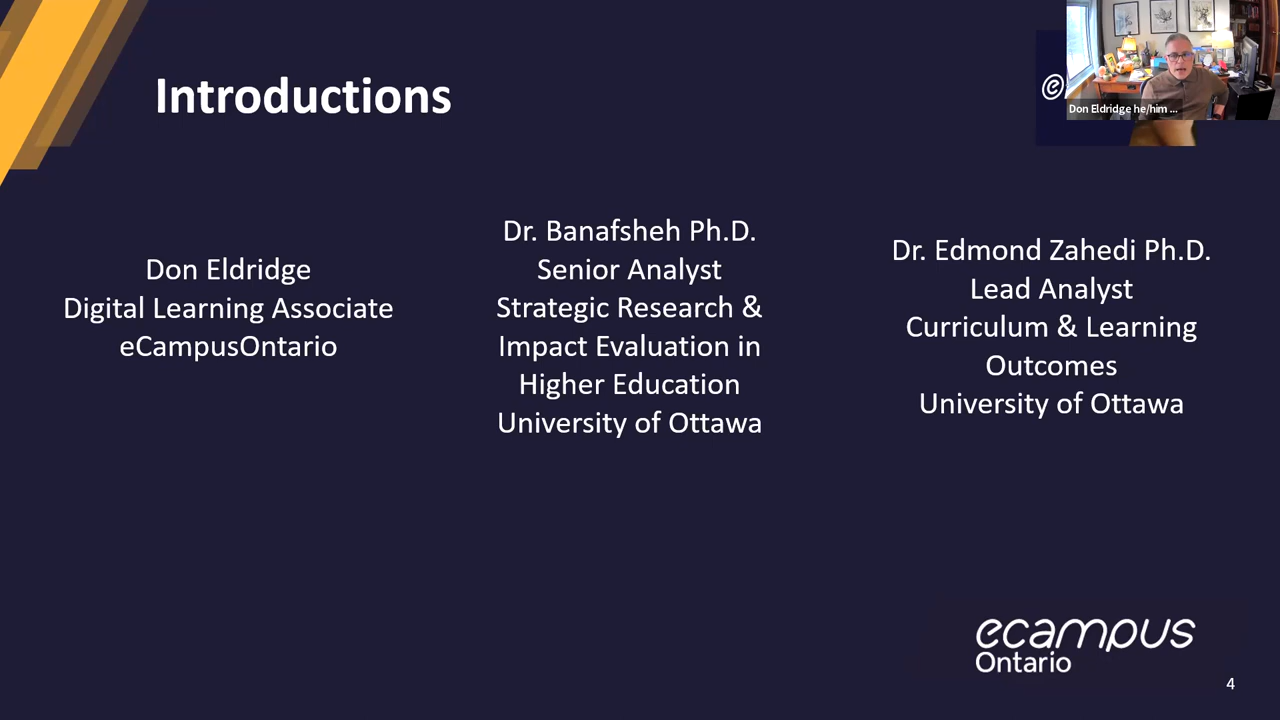 Introductions
Don Eldridge he/him ...
Don Eldridge
Digital Learning Associate
eCampusOntario
Dr. Banafsheh Ph.D.
Senior Analyst
Strategic Research &
Impact Evaluation in
Higher Education
University of Ottawa
Dr. Edmond Zahedi Ph.D.
Lead Analyst
Curriculum & Learning
Outcomes
University of Ottawa
ecampus
Ontario
4